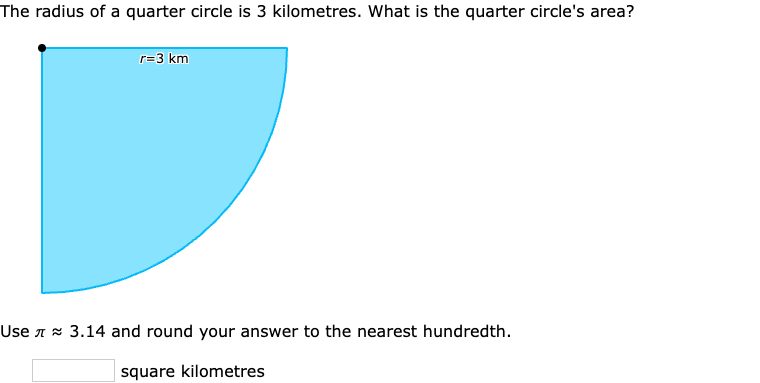 The radius of a quarter circle is 3 kilometres. What is the quarter circle's area?
r=3 km
Use π ≈ 3.14 and round your answer to the nearest hundredth.
square kilometres